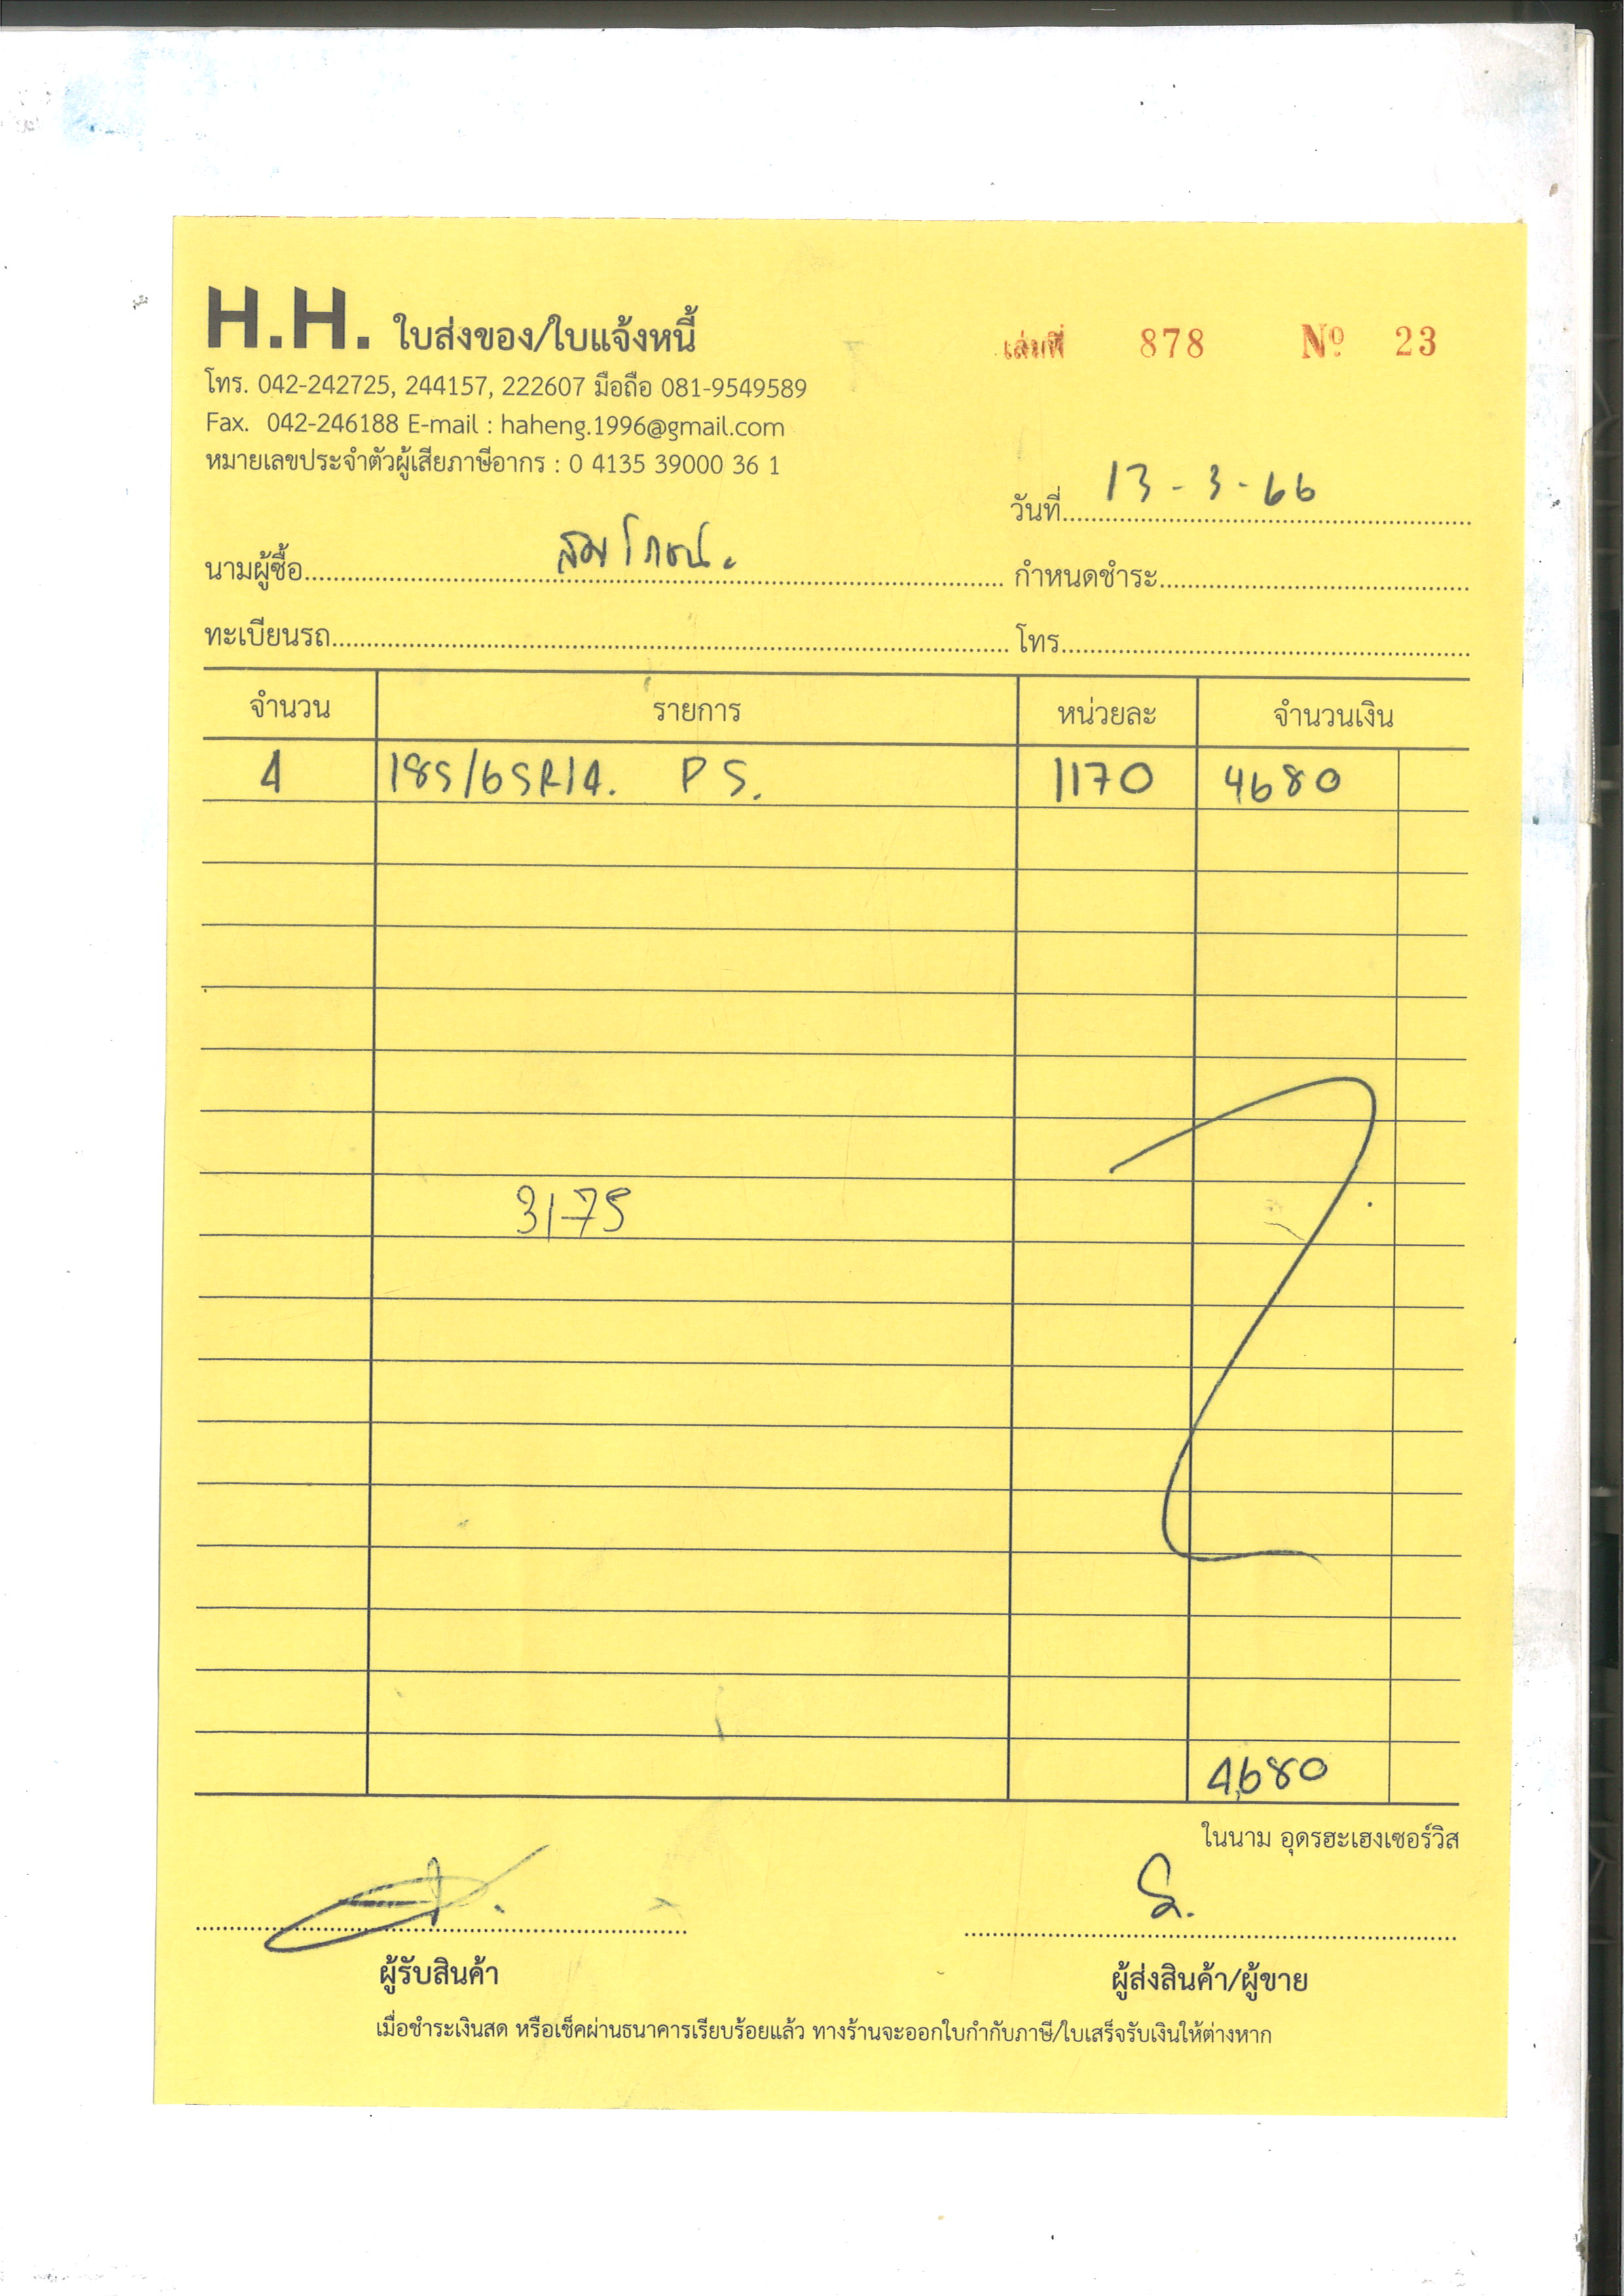 H.H. ใบส่งของ/ใบแจ้งหนี้
เล่มที่ 878 Nº 23
โทร. 042-242725, 244157, 222607 มือถือ 081-9549589
Fax. 042-246188 E-mail : haheng.1996@gmail.com
หมายเลขประจำตัวผู้เสียภาษีอากร : 0 4135 39000 36 1
วันที่ 13-3-66
นามผู้ซื้อ กำหนดชำระ
ทะเบียนรถ โทร
จำนวน รายการ หน่วยละ จำนวนเงิน
4 185/65R14. PS. 1170 4680
3175
4,680
ในนาม อุดรฮะเฮงเซอร์วิส
ผู้รับสินค้า ผู้ส่งสินค้า/ผู้ขาย
เมื่อชำระเงินสด หรือเช็คผ่านธนาคารเรียบร้อยแล้ว ทางร้านจะออกใบกำกับภาษี/ใบเสร็จรับเงินให้ต่างหาก